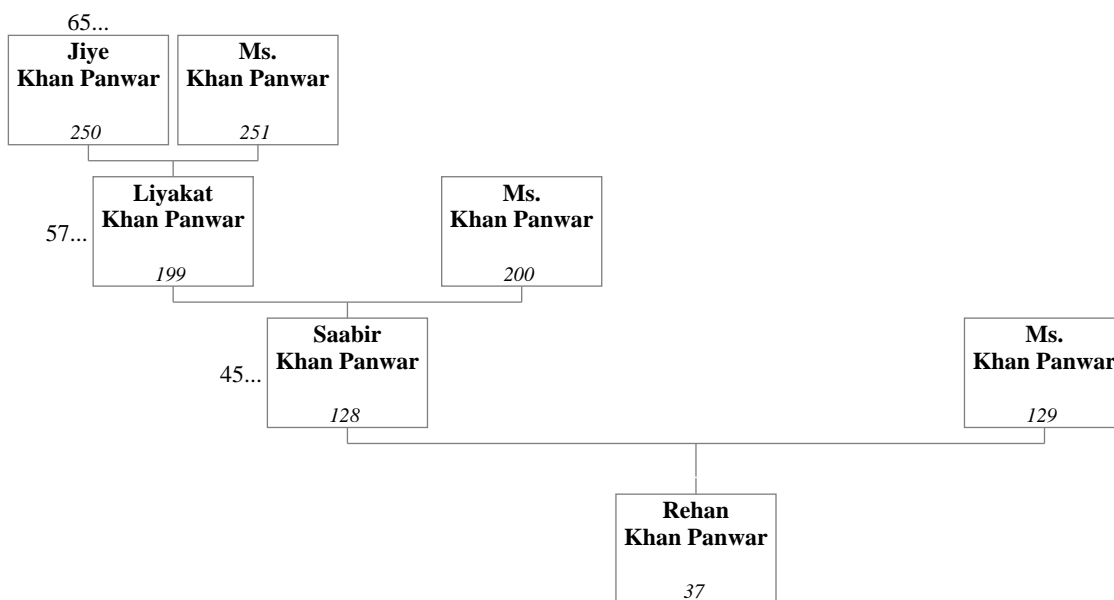 65...
Jiye
Khan Panwar
250
Ms.
Khan Panwar
251
57...
Liyakat
Khan Panwar
199
Ms.
Khan Panwar
200
45...
Saabir
Khan Panwar
128
Ms.
Khan Panwar
129
Rehan
Khan Panwar
37